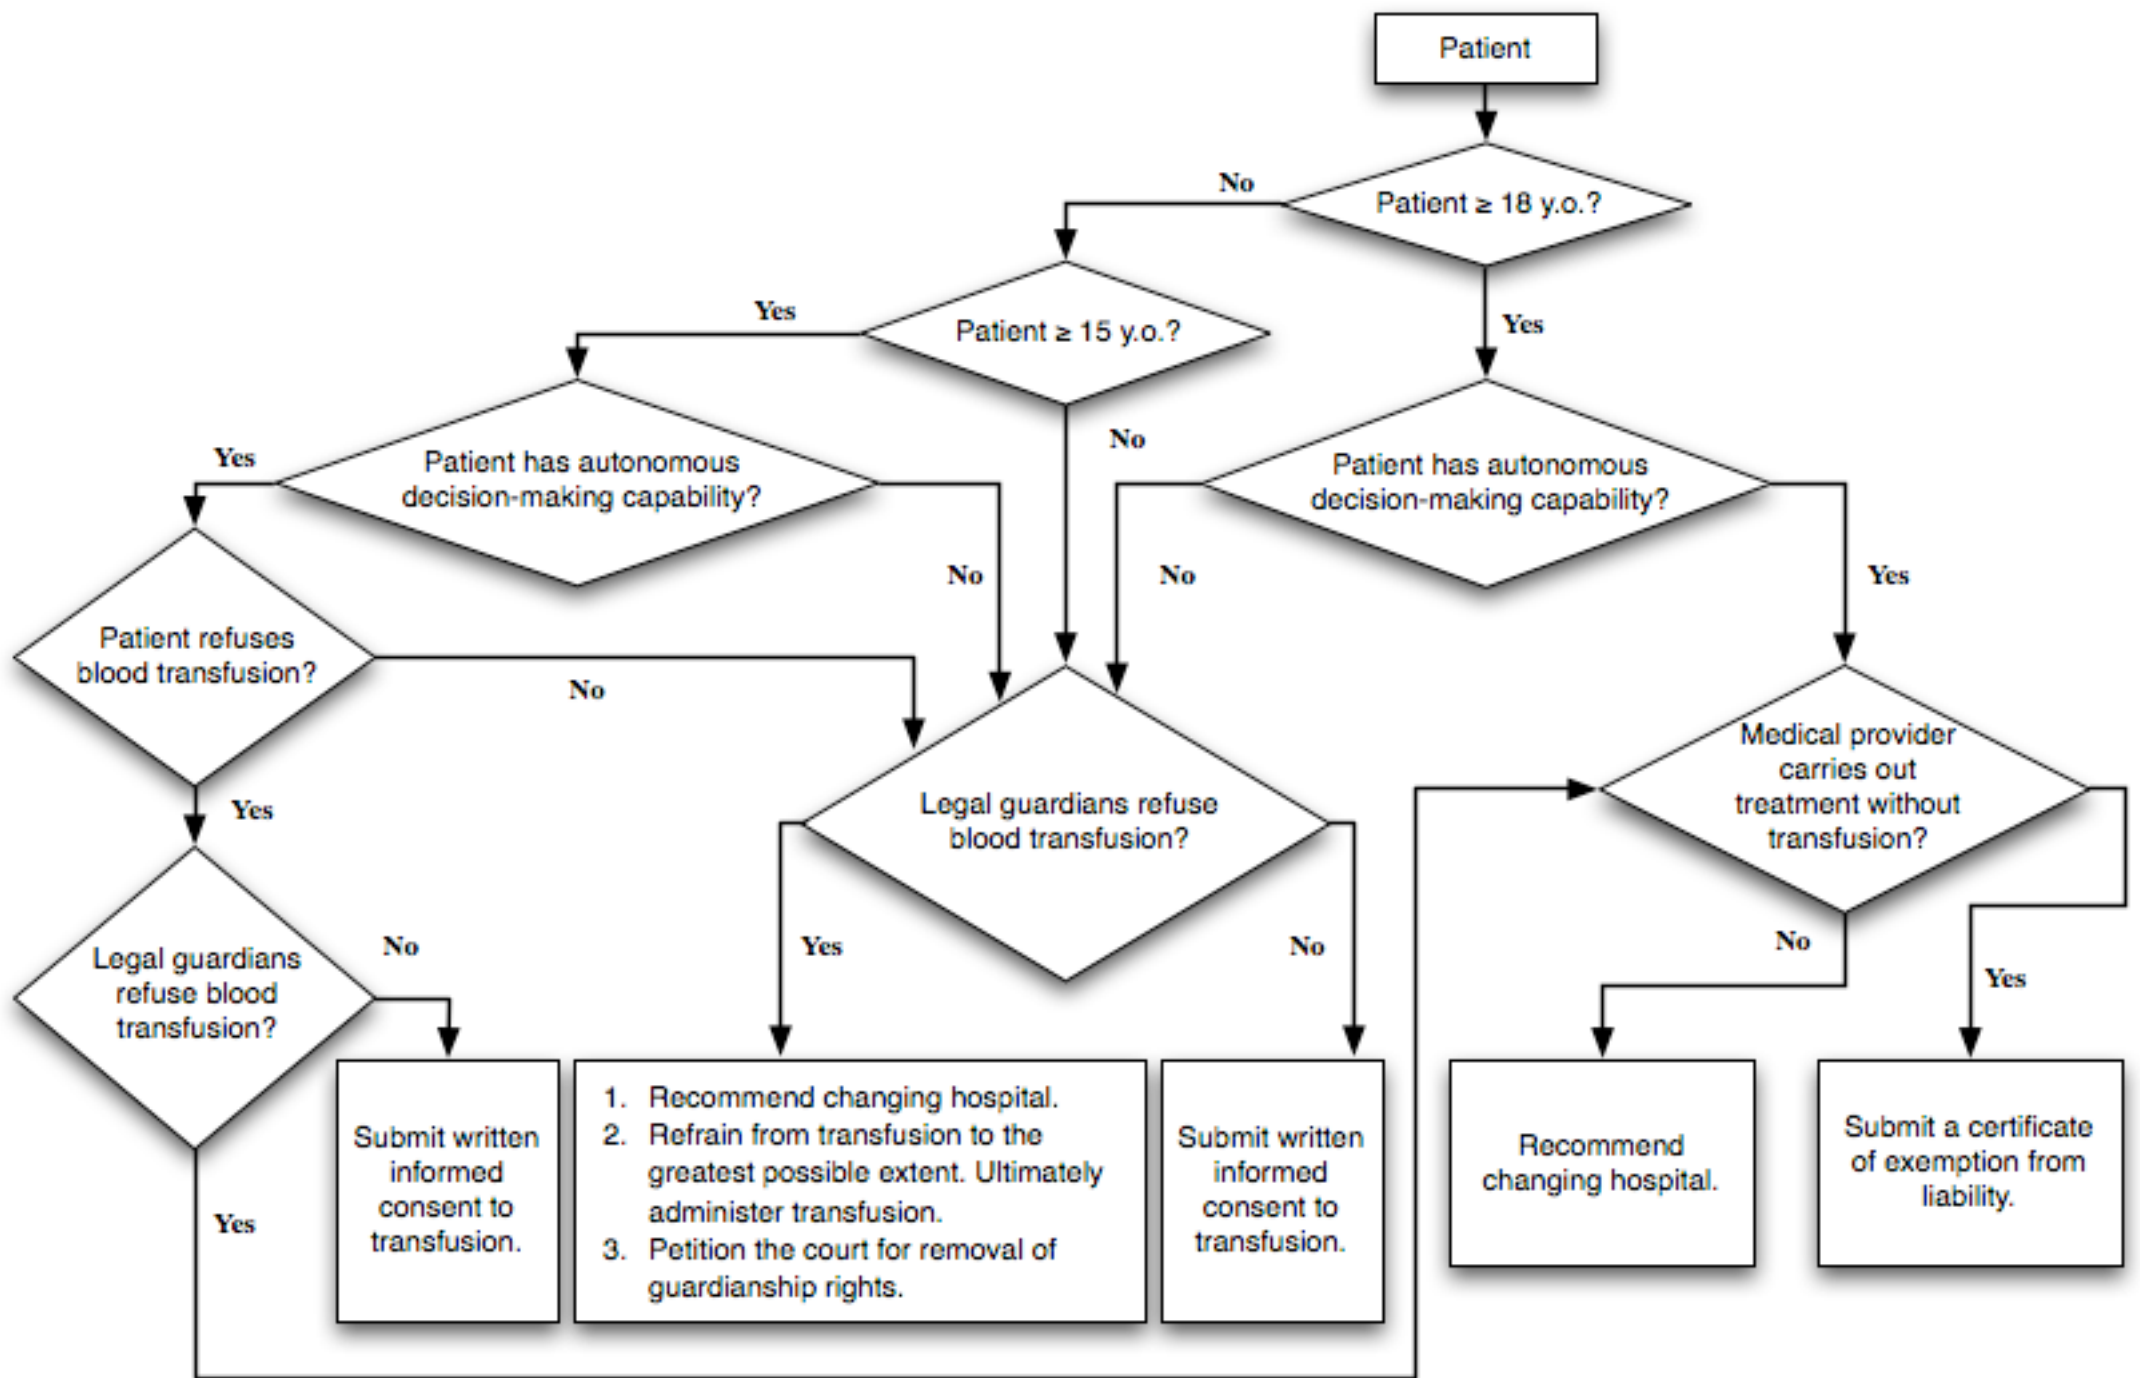 Patient
No
Patient ≥ 18 y.o.?
Yes
Patient ≥ 15 y.o.?
Yes
No
Yes
Patient has autonomous
decision-making capability?
Patient has autonomous
decision-making capability?
No
No
Yes
Patient refuses
blood transfusion?
No
Yes
Legal guardians refuse
blood transfusion?
Medical provider
carries out
treatment without
transfusion?
Legal guardians
refuse blood
transfusion?
No
Yes
No
No
Yes
Yes
Submit written
informed
consent to
transfusion.
1. Recommend changing hospital.
2. Refrain from transfusion to the
greatest possible extent. Ultimately
administer transfusion.
3. Petition the court for removal of
guardianship rights.
Submit written
informed
consent to
transfusion.
Recommend
changing hospital.
Submit a certificate
of exemption from
liability.